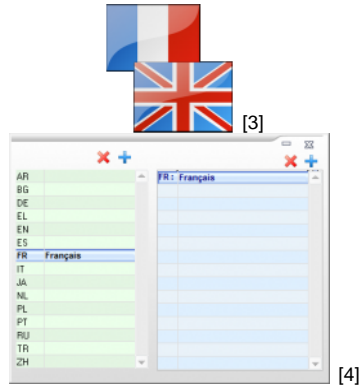 [3]
AR
BG
DE
EL
EN
ES
FR Français
IT
JA
NL
PL
PT
RU
TR
ZH
FR: Français
[4]